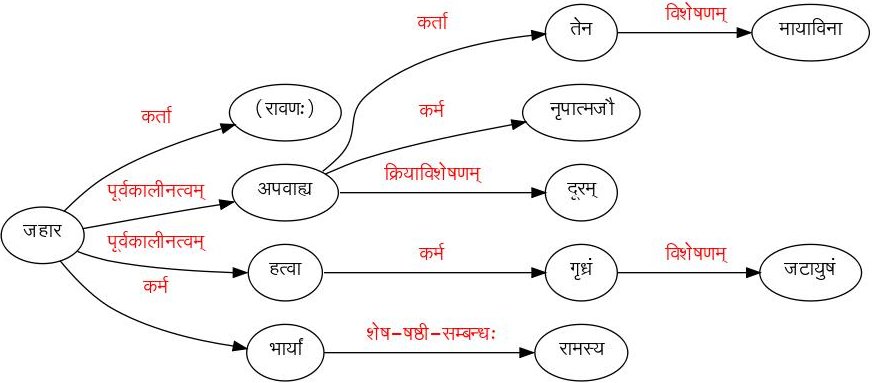 कर्ता
विशेषणम्
तेन
मायाविना
कर्ता
(रावणः)
कर्म
नृपात्मजौ
पूर्वकालीनत्वम्
अपवाह्य
क्रियाविशेषणम्
दूरम्
जहार
पूर्वकालीनत्वम्
हत्वा
कर्म
गृध्रं
विशेषणम्
जटायुषं
कर्म
भार्यां
शेष-षष्ठी-सम्बन्धः
रामस्य